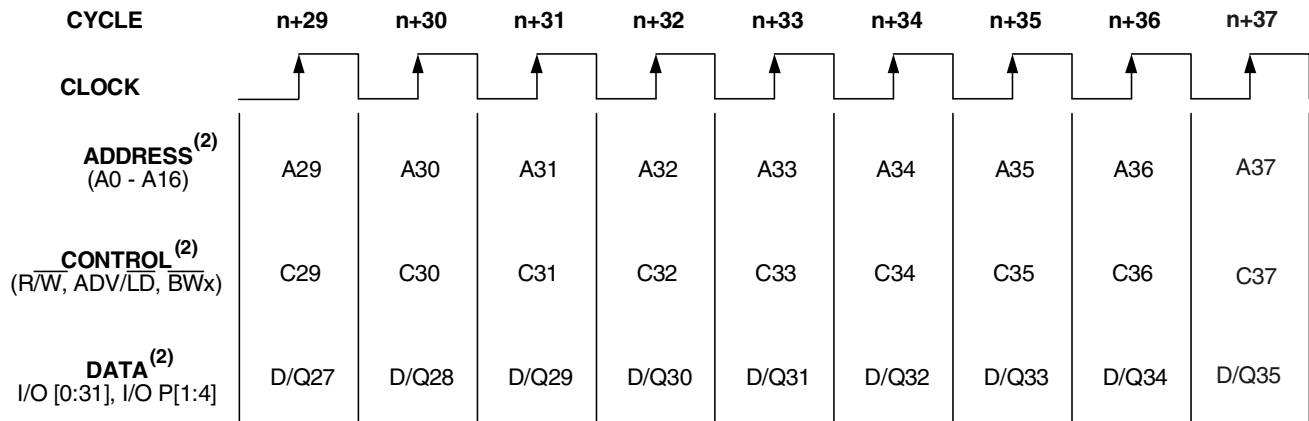 CYCLE n+29 n+30 n+31 n+32 n+33 n+34 n+35 n+36 n+37
CLOCK
ADDRESS(2)
(A0 - A16) A29 A30 A31 A32 A33 A34 A35 A36 A37
CONTROL(2)
(R/W̅, ADV/L̅D̅, B̅W̅x) C29 C30 C31 C32 C33 C34 C35 C36 C37
DATA(2)
I/O [0:31], I/O P[1:4] D/Q27 D/Q28 D/Q29 D/Q30 D/Q31 D/Q32 D/Q33 D/Q34 D/Q35